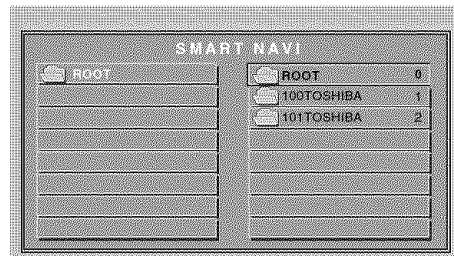 SMART NAVI
ROOT
ROOT 0
100TOSHIBA 1
101TOSHIBA 2